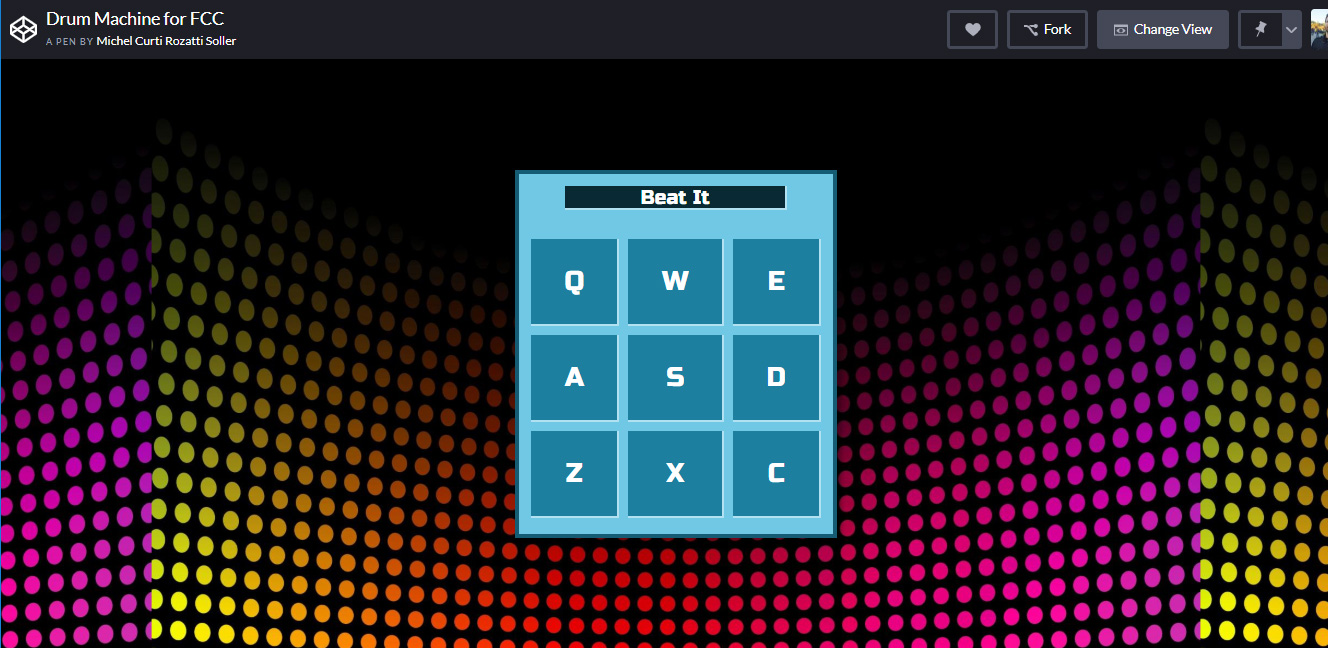 Drum Machine for FCC
A PEN BY Michel Curti Rozatti Soller
Fork
Change View
Beat It
Q W E
A S D
Z X C